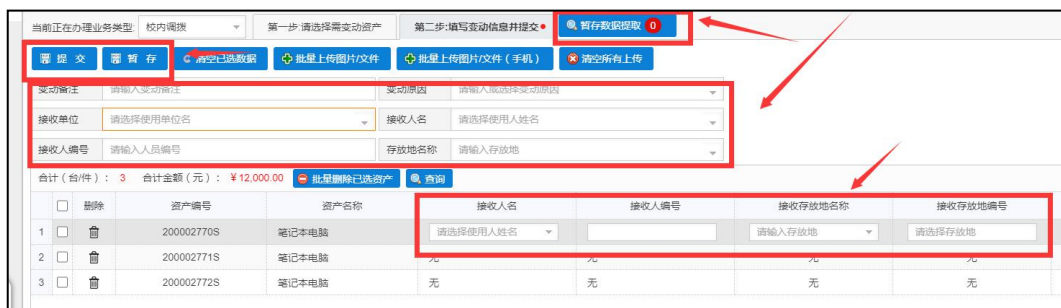 当前正在办理业务类型: 校内调拨 第一步:请选择需变动资产 第二步:填写变动信息并提交 暂存数据提取 0
提 交 暂 存 清空已选数据 批量上传图片/文件 批量上传图片/文件(手机) 清空所有上传
变动备注 请输入变动备注 变动原因 请输入或选择变动原因
接收单位 请选择使用单位名 接收人名 请选择使用人姓名
接收人编号 请输入人员编号 存放地名称 请输入存放地
合计(台/件): 3 合计金额(元): ¥12,000.00 批量删除已选资产 查询
删除 资产编号 资产名称 接收人名 接收人编号 接收存放地名称 接收存放地编号
1 200002770S 笔记本电脑 请选择使用人姓名 请输入存放地 请选择存放地
2 200002771S 笔记本电脑 无 无 无 无
3 200002772S 笔记本电脑 无 无 无 无